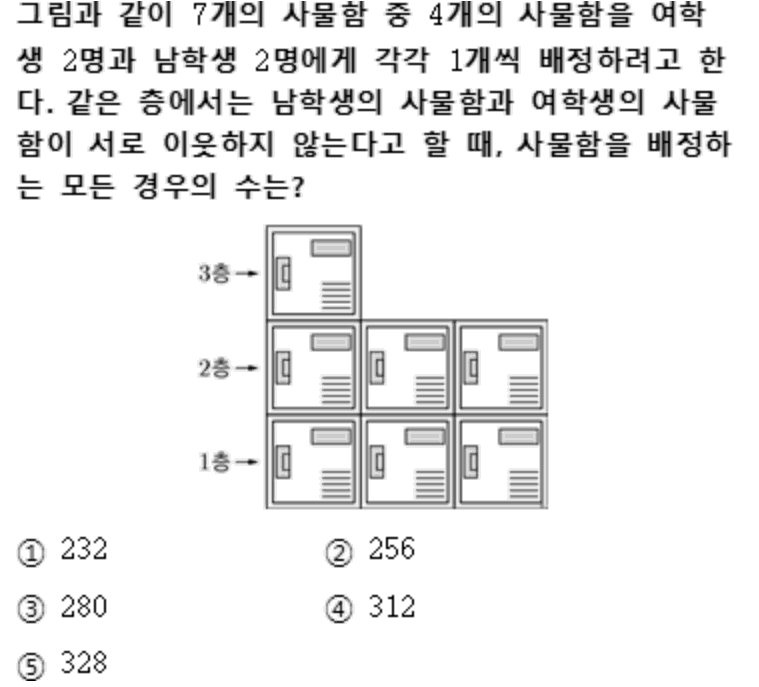 그림과 같이 7개의 사물함 중 4개의 사물함을 여학
생 2명과 남학생 2명에게 각각 1개씩 배정하려고 한
다. 같은 층에서는 남학생의 사물함과 여학생의 사물
함이 서로 이웃하지 않는다고 할 때, 사물함을 배정하
는 모든 경우의 수는?
3층→
2층→
1층→
① 232 ② 256
③ 280 ④ 312
⑤ 328